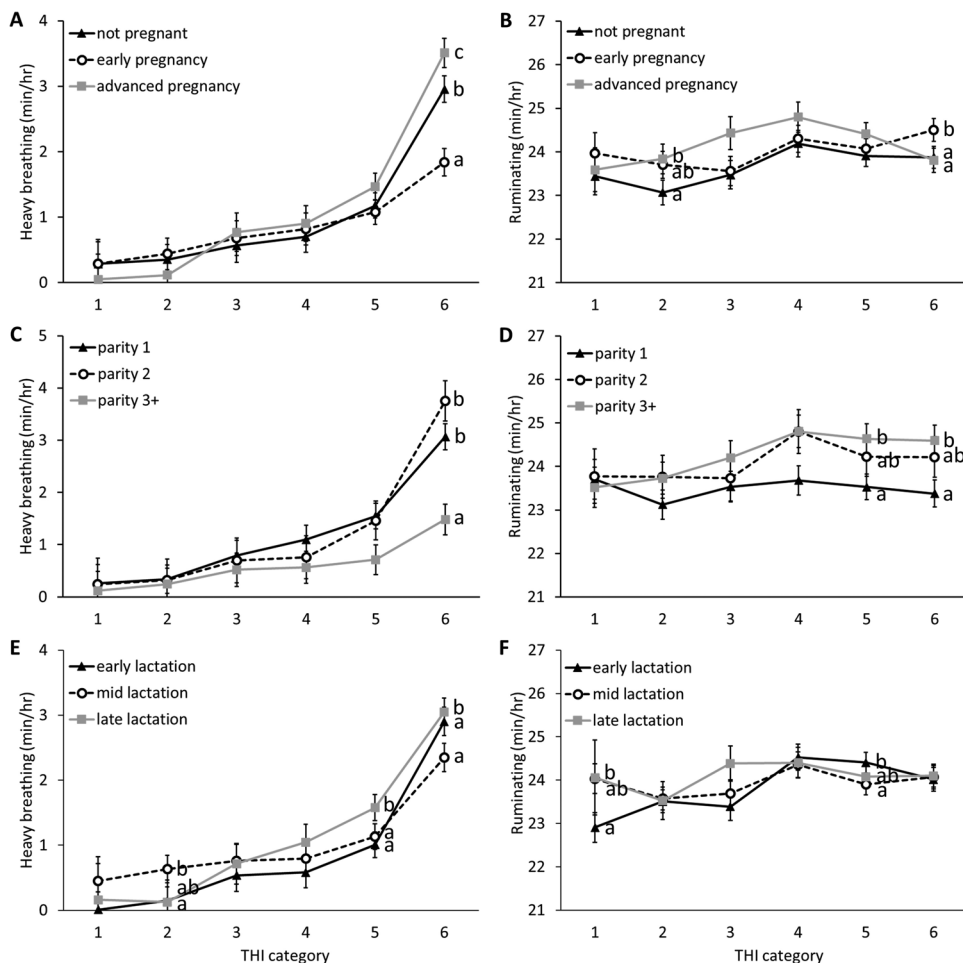 A
Heavy breathing (min/hr)
4
3
2
1
0
not pregnant
early pregnancy
advanced pregnancy
c
b
a
1 2 3 4 5 6
B
Ruminating (min/hr)
27
26
25
24
23
22
21
not pregnant
early pregnancy
advanced pregnancy
b
ab
a
b
a
a
1 2 3 4 5 6
C
Heavy breathing (min/hr)
5
4
3
2
1
0
parity 1
parity 2
parity 3+
b
b
a
1 2 3 4 5 6
D
Ruminating (min/hr)
27
26
25
24
23
22
21
parity 1
parity 2
parity 3+
b
ab
a
b
ab
a
1 2 3 4 5 6
E
Heavy breathing (min/hr)
4
3
2
1
0
early lactation
mid lactation
late lactation
b
ab
a
b
a
a
b
a
a
1 2 3 4 5 6
THI category
F
Ruminating (min/hr)
27
26
25
24
23
22
21
early lactation
mid lactation
late lactation
b
ab
a
b
ab
a
1 2 3 4 5 6
THI category